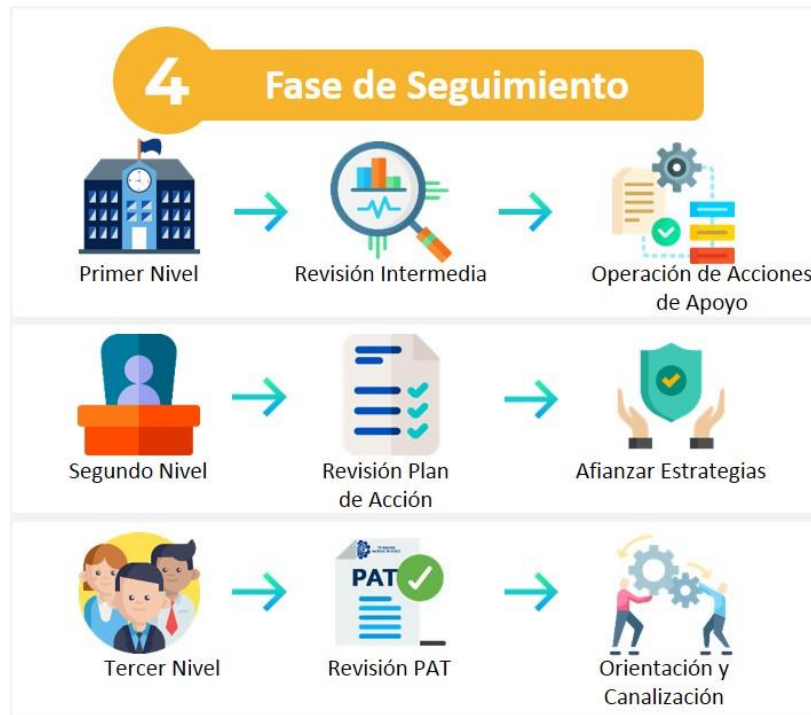 4 Fase de Seguimiento
Primer Nivel
Revisión Intermedia
Operación de Acciones
de Apoyo
Segundo Nivel
Revisión Plan
de Acción
Afianzar Estrategias
PAT
Tercer Nivel
Revisión PAT
Orientación y
Canalización